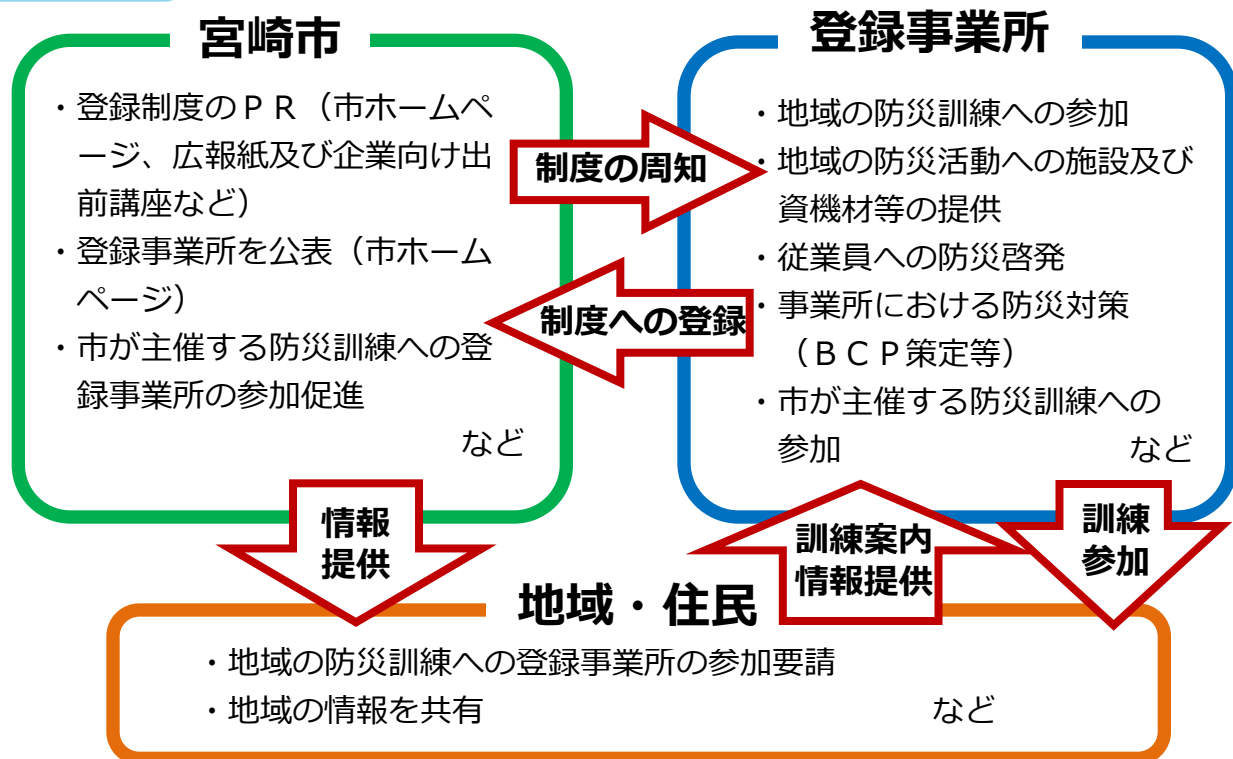 宮崎市
・登録制度のＰＲ（市ホームペ
ージ、広報紙及び企業向け出
前講座など）
・登録事業所を公表（市ホーム
ページ）
・市が主催する防災訓練への登
録事業所の参加促進
など
制度の周知
制度への登録
登録事業所
・地域の防災訓練への参加
・地域の防災活動への施設及び
資機材等の提供
・従業員への防災啓発
・事業所における防災対策
（ＢＣＰ策定等）
・市が主催する防災訓練への
参加 など
情報
提供
訓練案内
情報提供
訓練
参加
地域・住民
・地域の防災訓練への登録事業所の参加要請
・地域の情報を共有 など